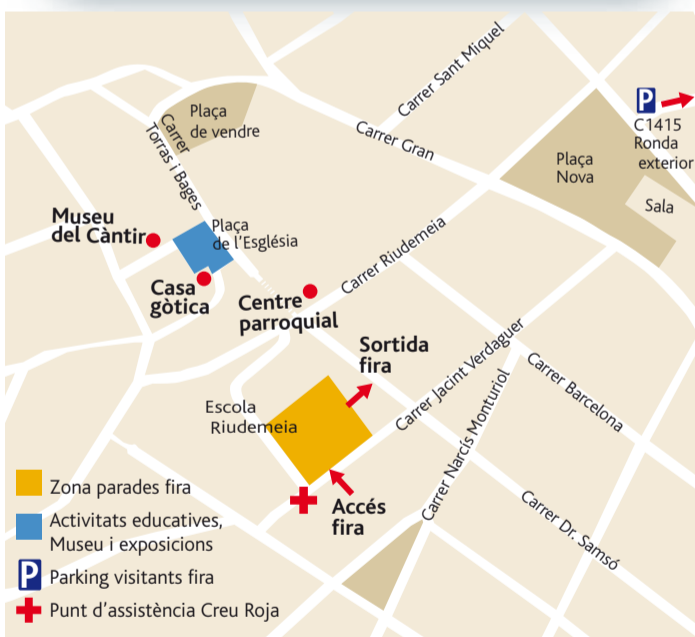 Carrer Sant Miquel
Plaça
de vendre
Carrer
Torras i Bages
Carrer Gran
P
C1415
Ronda
exterior
Plaça
Nova
Sala
Museu
del Càntir
Plaça
de l'Església
Carrer Riudemeia
Casa
gòtica
Centre
parroquial
Sortida
fira
Carrer Jacint Verdaguer
Carrer Barcelona
Escola
Riudemeia
Carrer Narcís Monturiol
Accés
fira
Carrer Dr. Samsó
Zona parades fira
Activitats educatives,
Museu i exposicions
P Parking visitants fira
Punt d'assistència Creu Roja